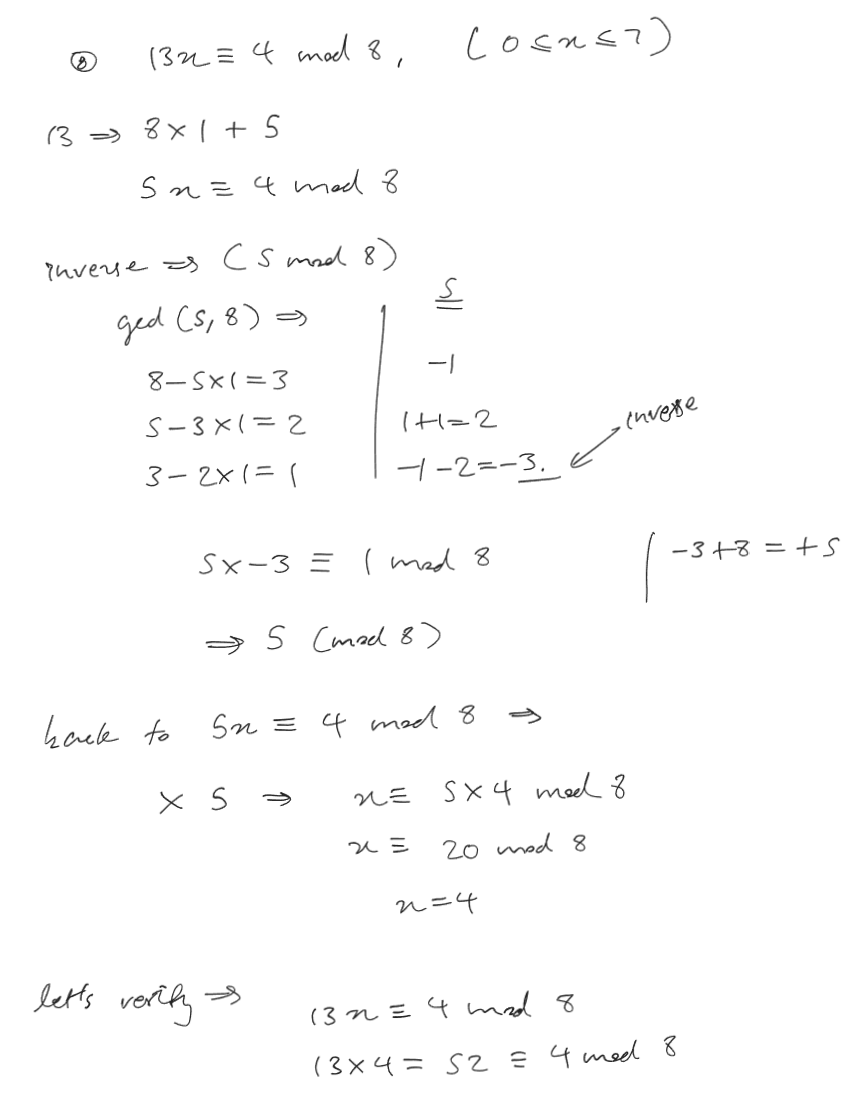 ② 13x ≡ 4 mod 8, (0 ≤ x ≤ 7)
13 ⇒ 8 × 1 + 5
5x ≡ 4 mod 8
inverse ⇒ (5 mod 8)
gcd (5, 8) ⇒ 5
8 - 5×1 = 3 -1
5 - 3×1 = 2 1+1=2 inverse
3 - 2×1 = 1 -1-2=-3.
5x-3 ≡ 1 mod 8 -3+8 = +5
⇒ 5 (mod 8)
back to 5x ≡ 4 mod 8 ⇒
× 5 ⇒ x ≡ 5×4 mod 8
x ≡ 20 mod 8
x=4
let's verify ⇒ 13x ≡ 4 mod 8
13×4 = 52 ≡ 4 mod 8